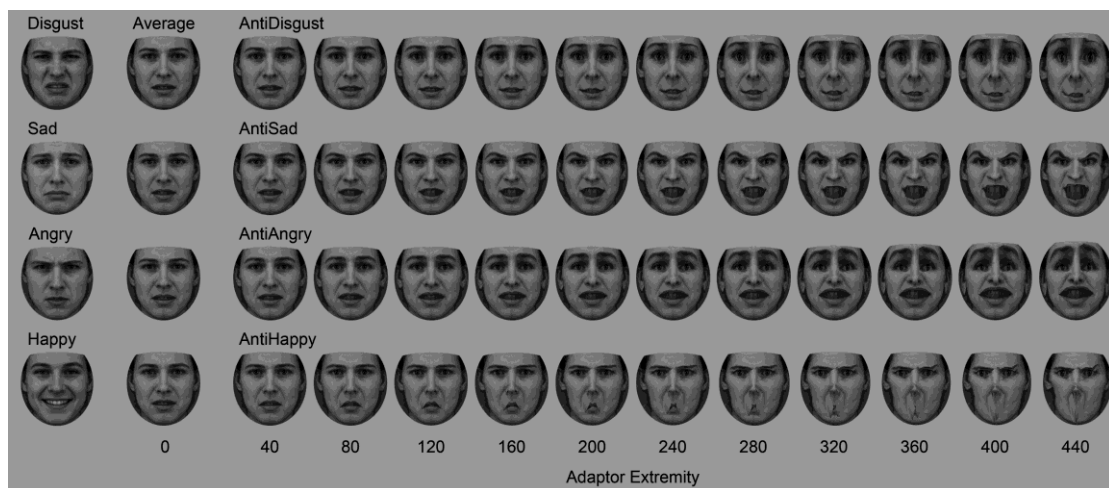 Disgust Average AntiDisgust
Sad AntiSad
Angry AntiAngry
Happy AntiHappy
0 40 80 120 160 200 240 280 320 360 400 440
Adaptor Extremity